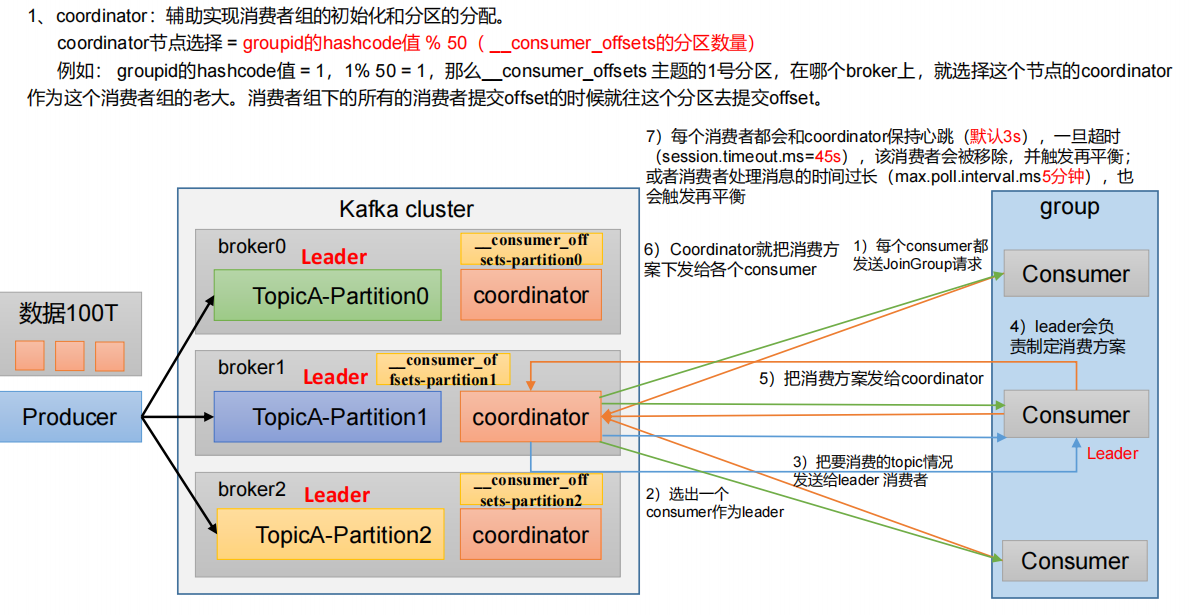 1、coordinator：辅助实现消费者组的初始化和分区的分配。
coordinator节点选择 = groupid的hashcode值 % 50（ __consumer_offsets的分区数量）
例如： groupid的hashcode值 = 1，1% 50 = 1，那么__consumer_offsets 主题的1号分区，在哪个broker上，就选择这个节点的coordinator
作为这个消费者组的老大。消费者组下的所有的消费者提交offset的时候就往这个分区去提交offset。
7）每个消费者都会和coordinator保持心跳（默认3s），一旦超时
（session.timeout.ms=45s），该消费者会被移除，并触发再平衡；
或者消费者处理消息的时间过长（max.poll.interval.ms5分钟），也
会触发再平衡
Kafka cluster
group
broker0
Leader
__consumer_off
sets-partition0
TopicA-Partition0
coordinator
6）Coordinator就把消费方
案下发给各个consumer
1）每个consumer都
发送JoinGroup请求
Consumer
数据100T
4）leader会负
责制定消费方案
broker1
Leader
__consumer_of
fsets-partition1
5）把消费方案发给coordinator
Producer
TopicA-Partition1
coordinator
Consumer
Leader
3）把要消费的topic情况
发送给leader 消费者
broker2
Leader
__consumer_off
sets-partition2
2）选出一个
consumer作为leader
TopicA-Partition2
coordinator
Consumer